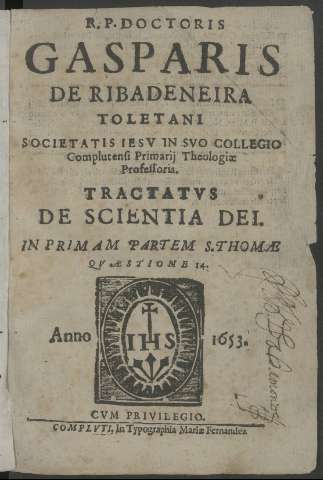 R. P. DOCTORIS
GASPARIS
DE RIBADENEIRA
TOLETANI
SOCIETATIS IESV IN SVO COLLEGIO
Complutensi Primarij Theologiæ
Professoris.
TRACTATVS
DE SCIENTIA DEI.
IN PRIMAM PARTEM S. THOMÆ
QVÆSTIONE 14.
Anno
IHS
1653.
CVM PRIVILEGIO.
COMPLVTI, In Typographia Mariæ Fernandez